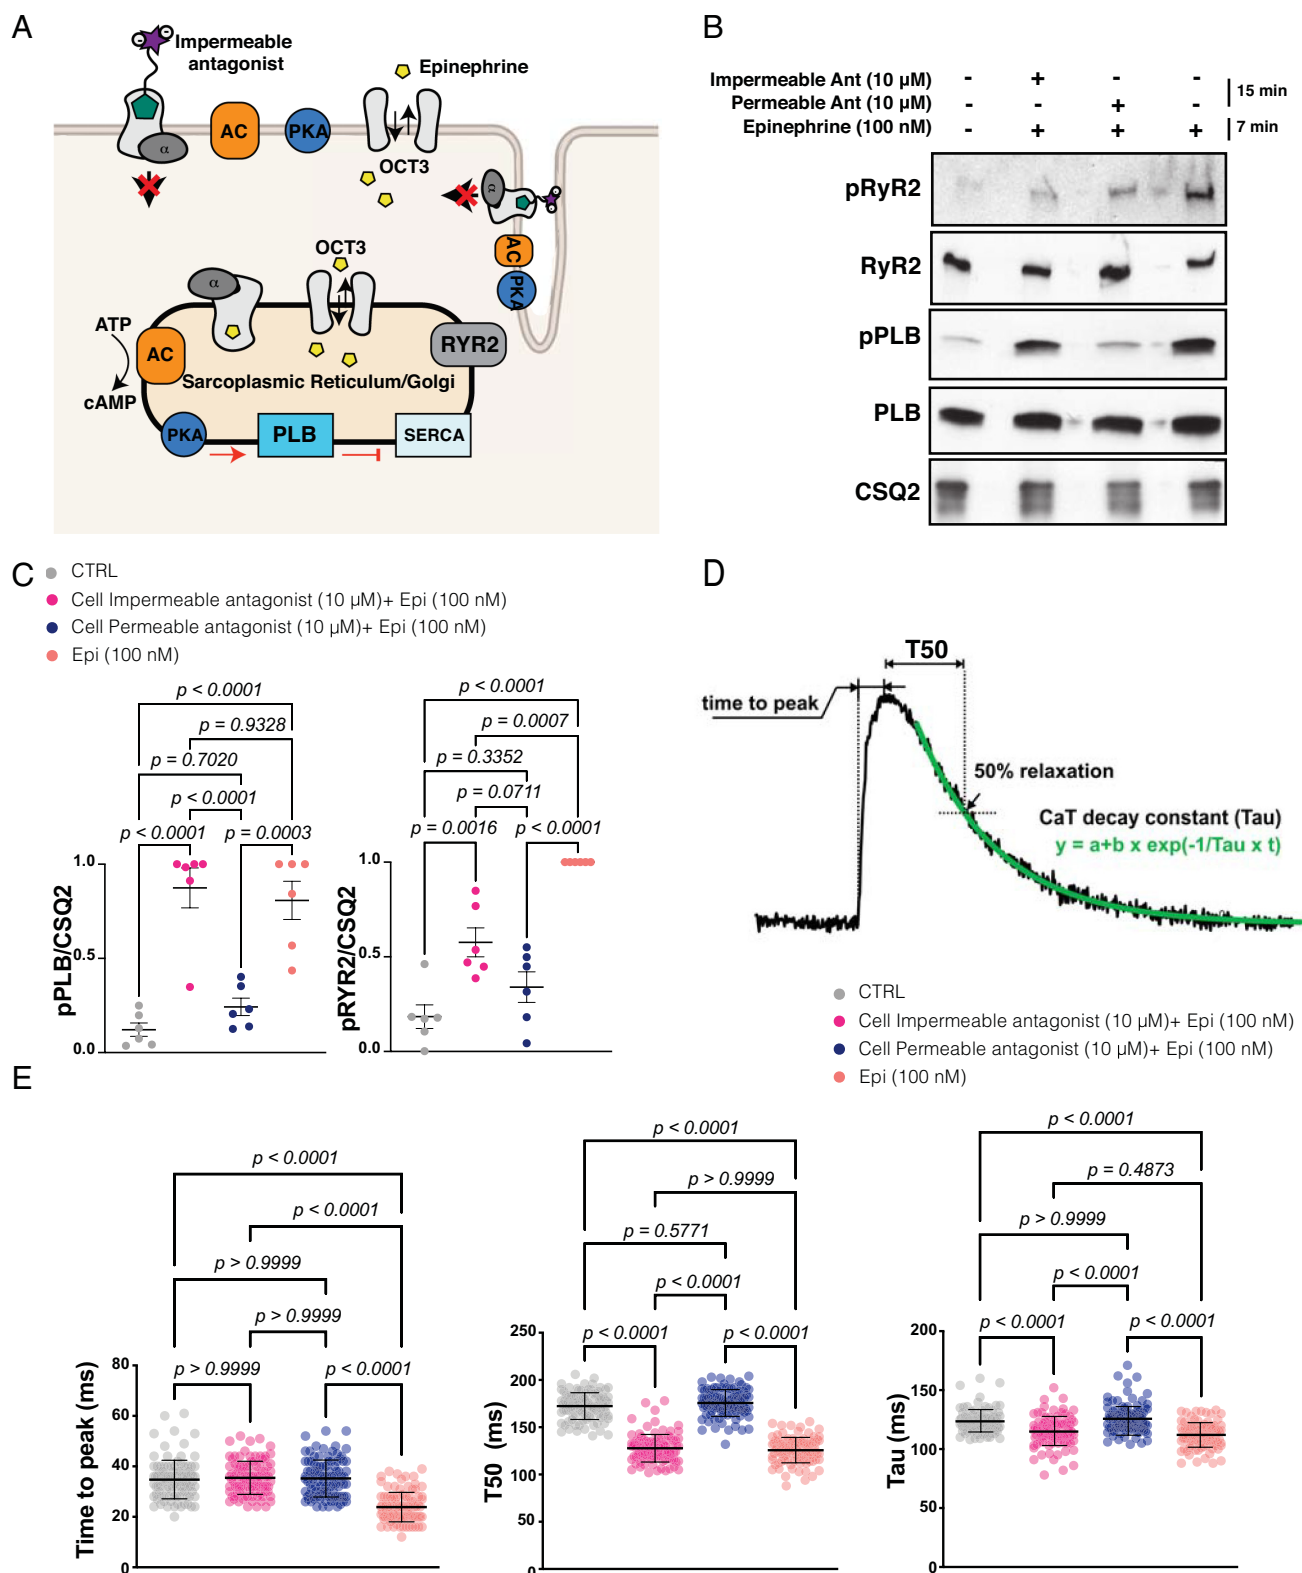 A
Impermeable
antagonist
Epinephrine
AC
PKA
α
OCT3
α
AC
PKA
OCT3
α
ATP
AC
cAMP
RYR2
Sarcoplasmic Reticulum/Golgi
PKA
PLB
SERCA
B
Impermeable Ant (10 µM) - + - -
Permeable Ant (10 µM) - - + -
15 min
Epinephrine (100 nM) - + + +
7 min
pRyR2
RyR2
pPLB
PLB
CSQ2
C
CTRL
Cell Impermeable antagonist (10 µM)+ Epi (100 nM)
Cell Permeable antagonist (10 µM)+ Epi (100 nM)
Epi (100 nM)
p < 0.0001
p = 0.9328
p = 0.7020
p < 0.0001
p < 0.0001 p = 0.0003
1.0
0.5
0.0
pPLB/CSQ2
p < 0.0001
p = 0.0007
p = 0.3352
p = 0.0711
p = 0.0016 p < 0.0001
1.0
0.5
0.0
pRYR2/CSQ2
D
T50
time to peak
50% relaxation
CaT decay constant (Tau)
y = a+b x exp(-1/Tau x t)
CTRL
Cell Impermeable antagonist (10 µM)+ Epi (100 nM)
Cell Permeable antagonist (10 µM)+ Epi (100 nM)
Epi (100 nM)
E
p < 0.0001
p < 0.0001
p > 0.9999
p > 0.9999
p > 0.9999 p < 0.0001
80
60
40
20
0
Time to peak (ms)
p < 0.0001
p > 0.9999
p = 0.5771
p < 0.0001
p < 0.0001 p < 0.0001
250
200
150
100
50
0
T50 (ms)
p < 0.0001
p = 0.4873
p > 0.9999
p < 0.0001
p < 0.0001 p < 0.0001
200
150
100
50
0
Tau (ms)